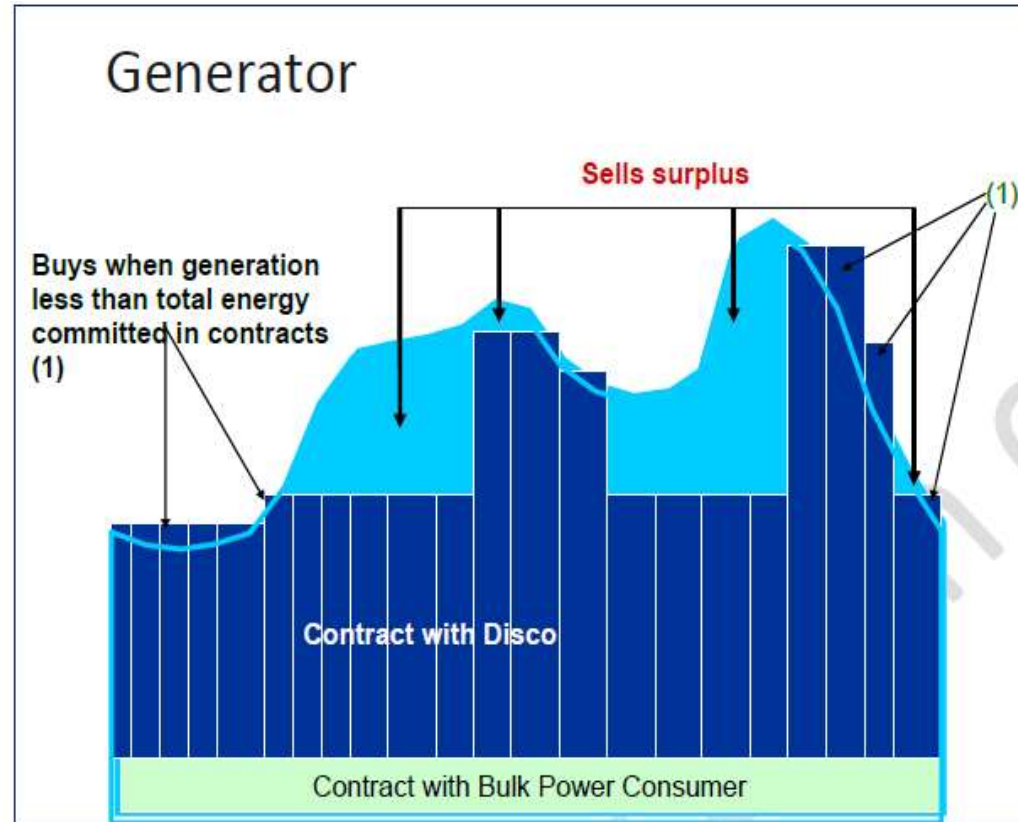 Generator
Sells surplus
(1)
Buys when generation
less than total energy
committed in contracts
(1)
Contract with Disco
Contract with Bulk Power Consumer